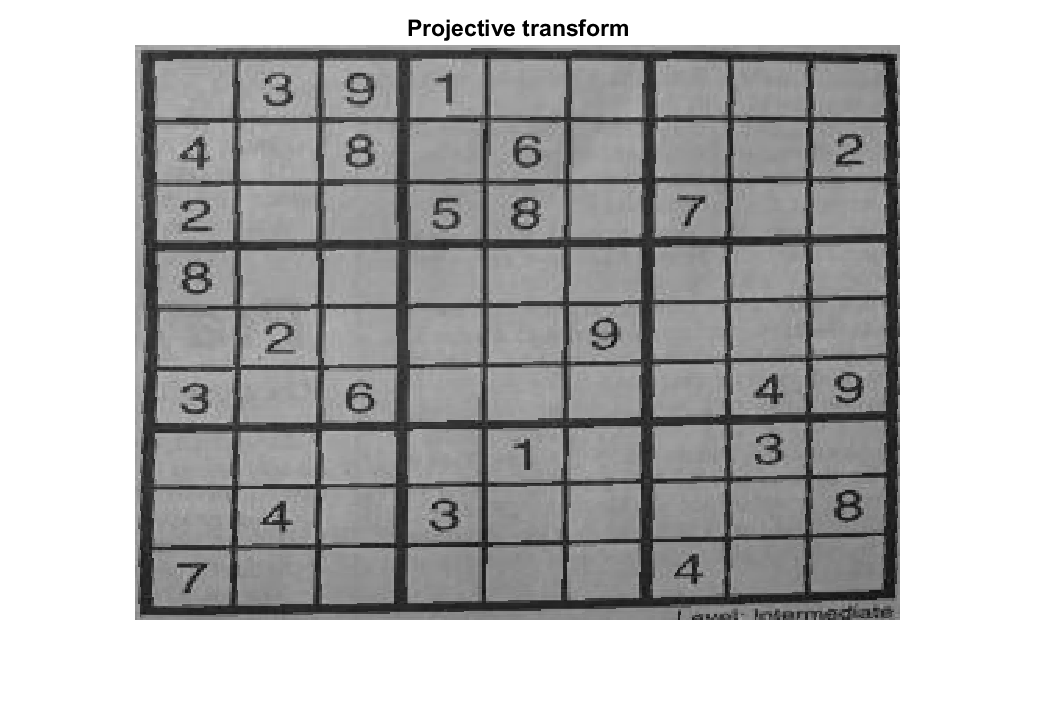 Projective transform
3 9 1
4 8 6 2
2 5 8 7
8
2 9
3 6 4 9
1 3
4 3 8
7 4
Level: Intermediate